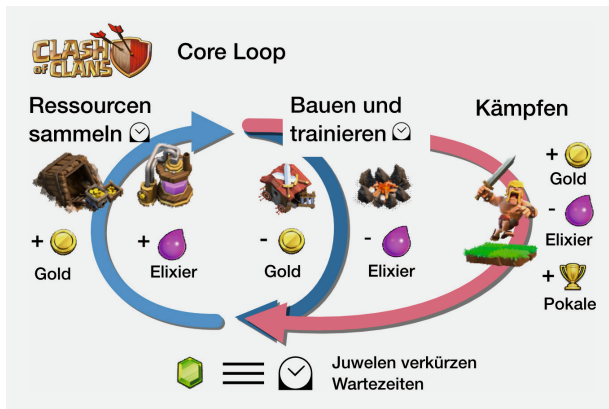 CLASH
OF CLANS
Core Loop
Ressourcen
sammeln
Bauen und
trainieren
Kämpfen
+
Gold
+
Elixier
-
Gold
-
Elixier
+
Gold
-
Elixier
+
Pokale
Juwelen verkürzen
Wartezeiten